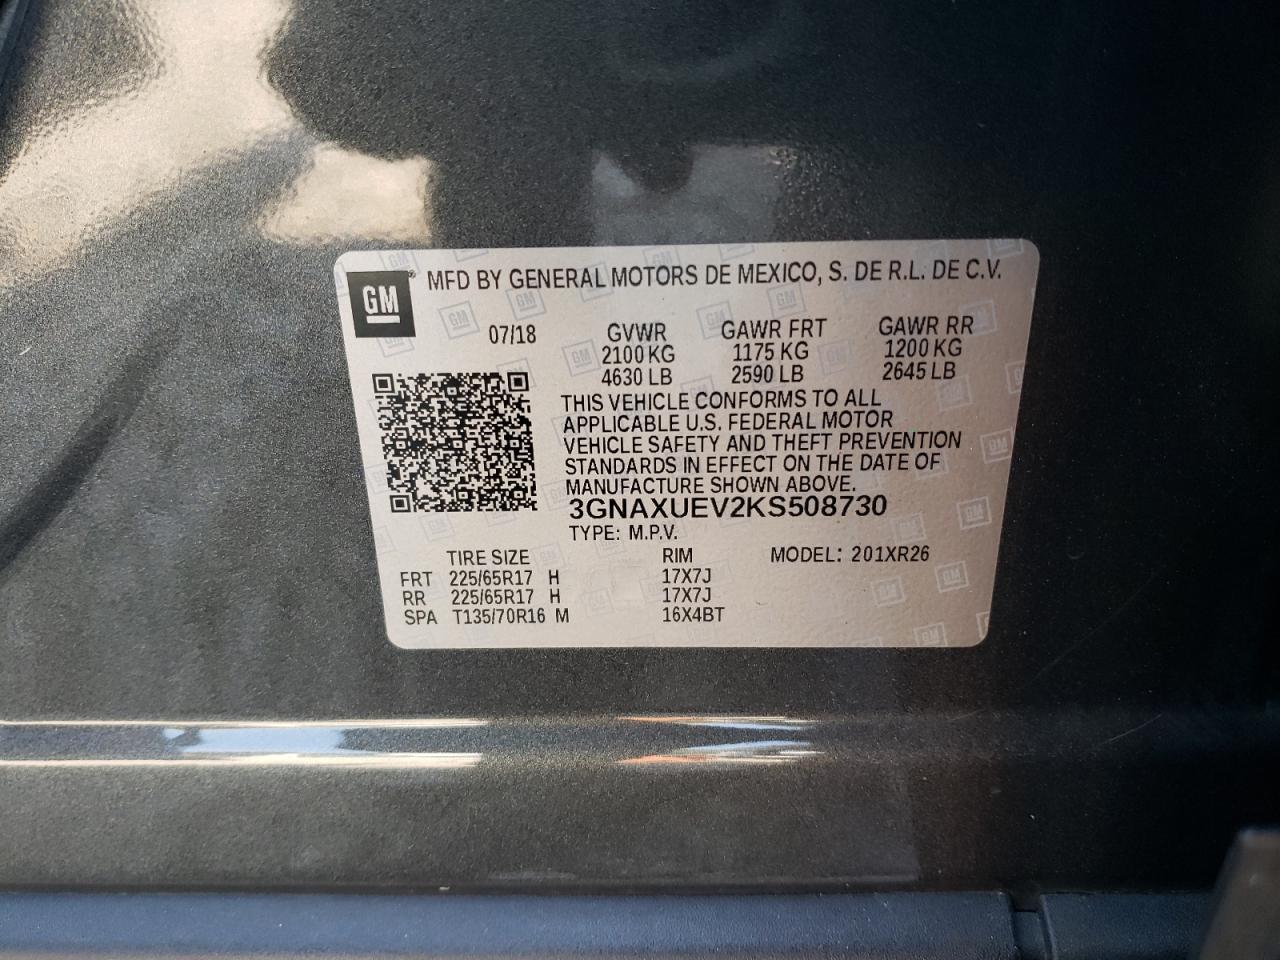 GM® MFD BY GENERAL MOTORS DE MEXICO, S. DE R.L. DE C.V.
07/18 GVWR GAWR FRT GAWR RR
2100 KG 1175 KG 1200 KG
4630 LB 2590 LB 2645 LB
THIS VEHICLE CONFORMS TO ALL
APPLICABLE U.S. FEDERAL MOTOR
VEHICLE SAFETY AND THEFT PREVENTION
STANDARDS IN EFFECT ON THE DATE OF
MANUFACTURE SHOWN ABOVE.
3GNAXUEV2KS508730
TYPE: M.P.V.
TIRE SIZE RIM MODEL: 201XR26
FRT 225/65R17 H 17X7J
RR 225/65R17 H 17X7J
SPA T135/70R16 M 16X4BT